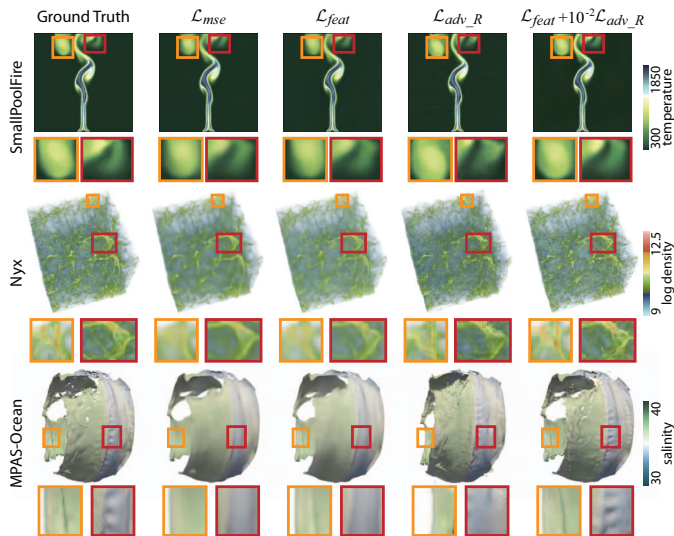 Ground Truth
ℒmse
ℒfeat
ℒadv_R
ℒfeat +10⁻²ℒadv_R
SmallPoolFire
300 1850
temperature
Nyx
9 12.5
log density
MPAS-Ocean
30 40
salinity